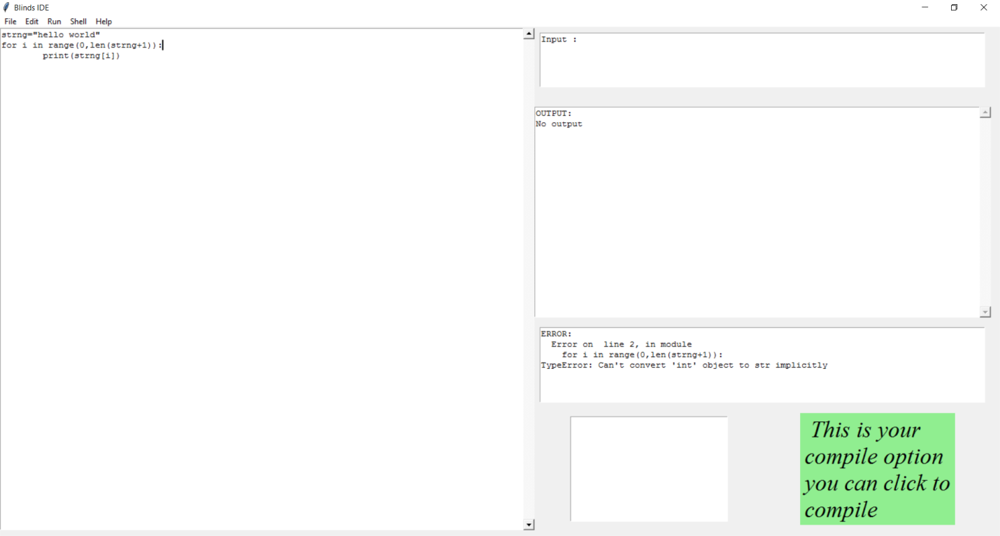 Blinds IDE
File Edit Run Shell Help
strng="hello world"
for i in range(0,len(strng+1)):
print(strng[i])
Input :
OUTPUT:
No output
ERROR:
Error on  line 2, in module
for i in range(0,len(strng+1)):
TypeError: Can't convert 'int' object to str implicitly
This is your
compile option
you can click to
compile